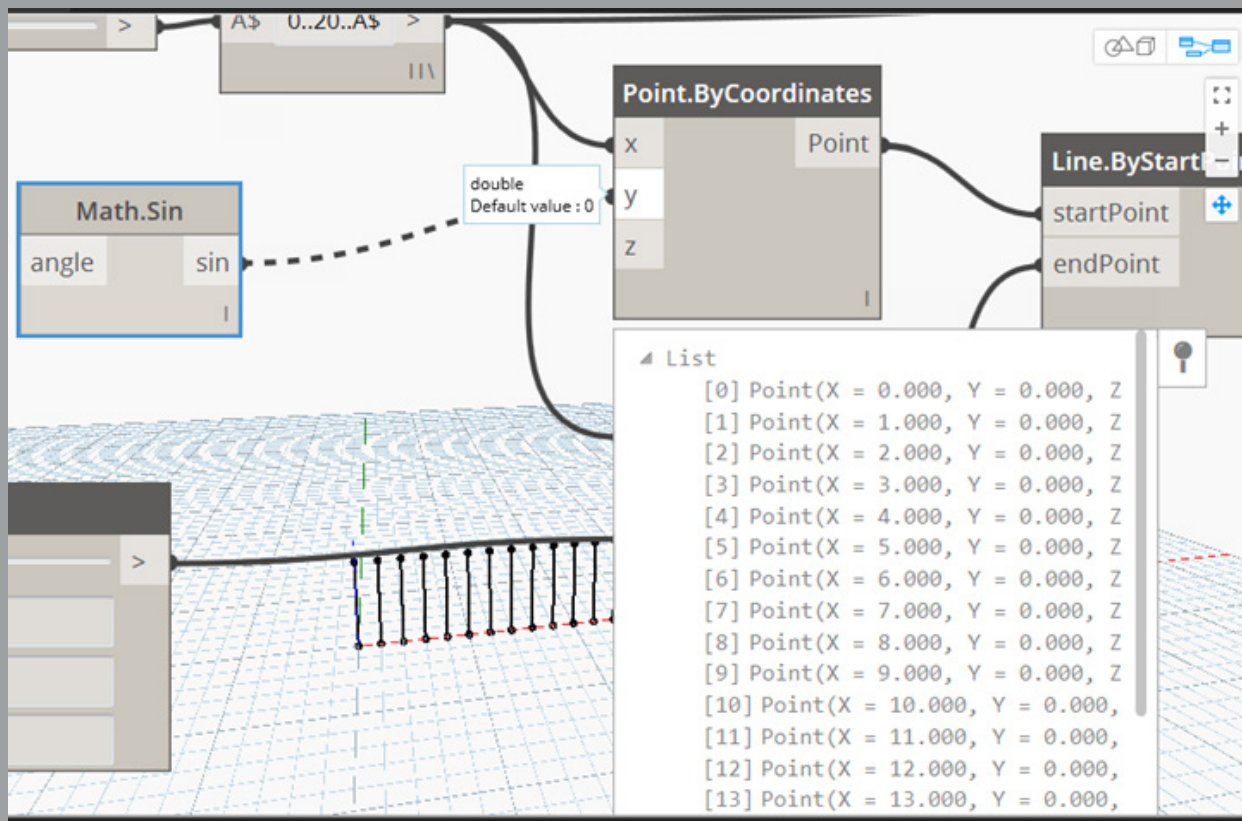 >
A$ 0..20..A$ >
| | \
Point.ByCoordinates
x Point
y
z
|
double
Default value : 0
Math.Sin
angle sin
|
Line.ByStartP
startPoint
endPoint
+
−
>
List
[0] Point(X = 0.000, Y = 0.000, Z
[1] Point(X = 1.000, Y = 0.000, Z
[2] Point(X = 2.000, Y = 0.000, Z
[3] Point(X = 3.000, Y = 0.000, Z
[4] Point(X = 4.000, Y = 0.000, Z
[5] Point(X = 5.000, Y = 0.000, Z
[6] Point(X = 6.000, Y = 0.000, Z
[7] Point(X = 7.000, Y = 0.000, Z
[8] Point(X = 8.000, Y = 0.000, Z
[9] Point(X = 9.000, Y = 0.000, Z
[10] Point(X = 10.000, Y = 0.000,
[11] Point(X = 11.000, Y = 0.000,
[12] Point(X = 12.000, Y = 0.000,
[13] Point(X = 13.000, Y = 0.000,